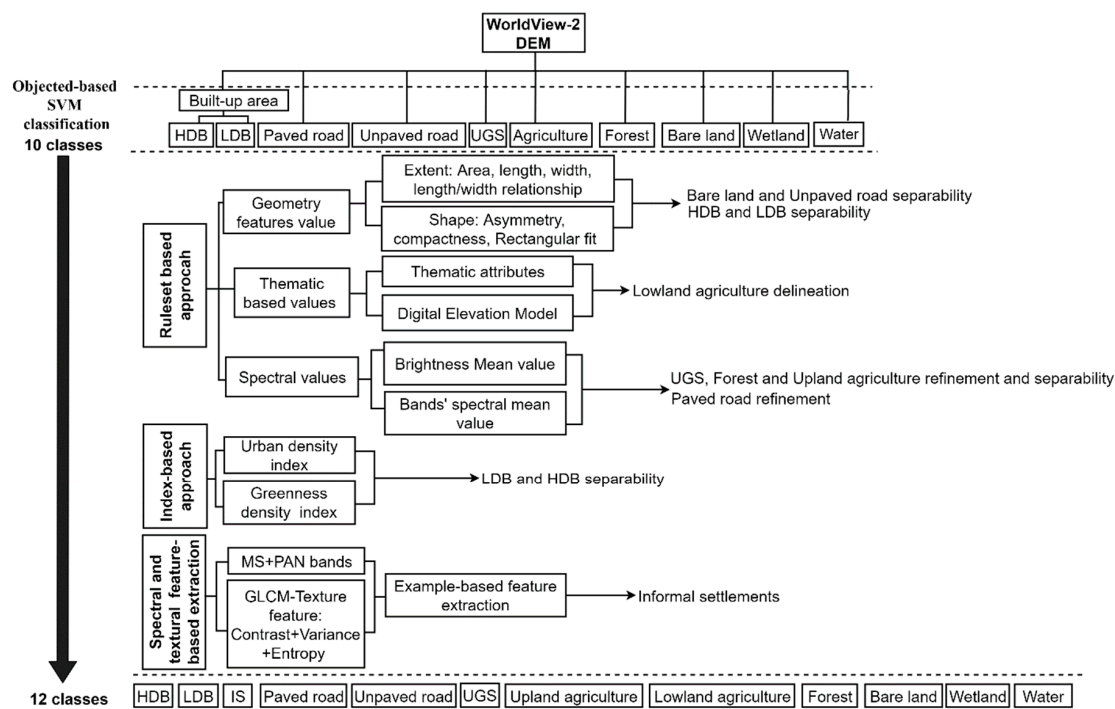 WorldView-2
DEM
Objected-based
SVM
classification
10 classes
Built-up area
HDB
LDB
Paved road
Unpaved road
UGS
Agriculture
Forest
Bare land
Wetland
Water
Ruleset based
approcah
Geometry
features value
Extent: Area, length, width,
length/width relationship
Shape: Asymmetry,
compactness, Rectangular fit
Bare land and Unpaved road separability
HDB and LDB separability
Thematic
based values
Thematic attributes
Digital Elevation Model
Lowland agriculture delineation
Spectral values
Brightness Mean value
Bands' spectral mean
value
UGS, Forest and Upland agriculture refinement and separability
Paved road refinement
Index-based
approach
Urban density
index
Greenness
density index
LDB and HDB separability
Spectral and
textural feature-
based extraction
MS+PAN bands
GLCM-Texture
feature:
Contrast+Variance
+Entropy
Example-based feature
extraction
Informal settlements
12 classes
HDB
LDB
IS
Paved road
Unpaved road
UGS
Upland agriculture
Lowland agriculture
Forest
Bare land
Wetland
Water